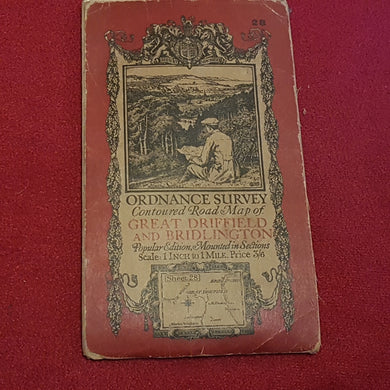 28
ORDNANCE SURVEY
Contoured Road Map of
GREAT DRIFFIELD
AND BRIDLINGTON
Popular Edition, Mounted in Sections
Scale: 1 INCH to 1 MILE. Price 3/6
(Sheet 28)